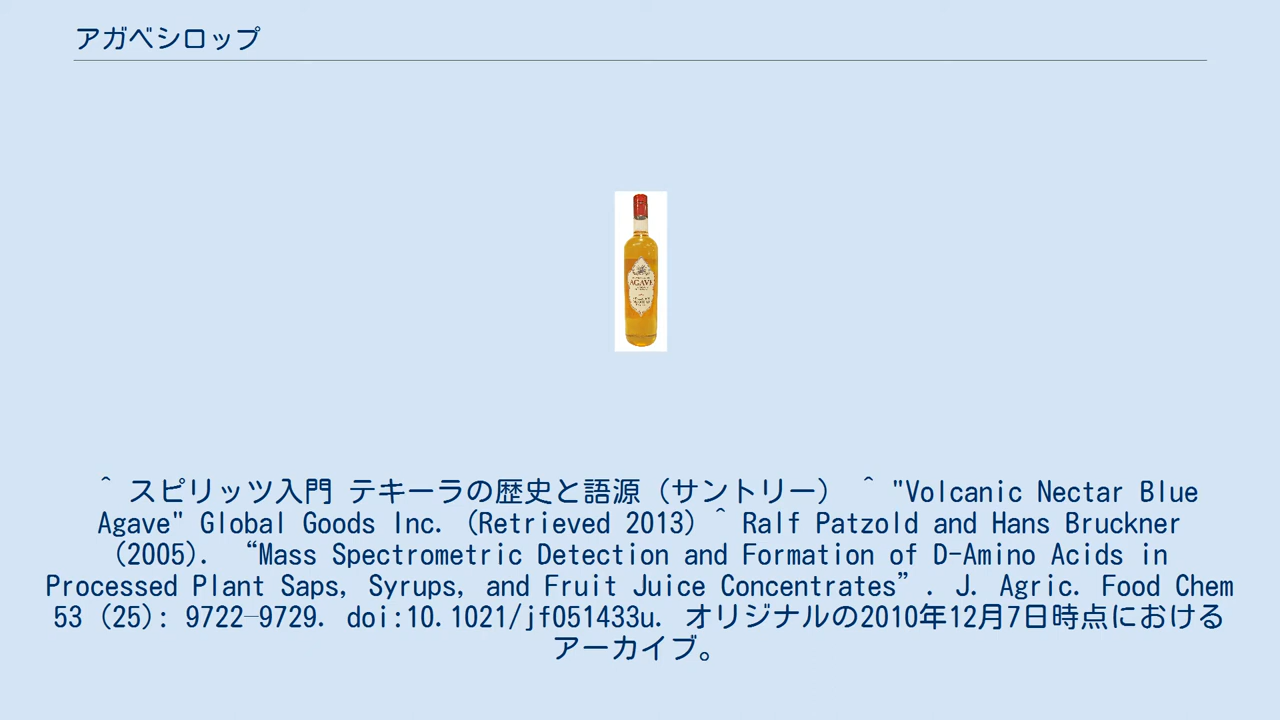 アガベシロップ
AGAVE
^ スピリッツ入門 テキーラの歴史と語源（サントリー） ^ "Volcanic Nectar Blue
Agave" Global Goods Inc. (Retrieved 2013) ^ Ralf Patzold and Hans Bruckner
(2005). “Mass Spectrometric Detection and Formation of D-Amino Acids in
Processed Plant Saps, Syrups, and Fruit Juice Concentrates”. J. Agric. Food Chem
53 (25): 9722–9729. doi:10.1021/jf051433u. オリジナルの2010年12月7日時点における
アーカイブ。